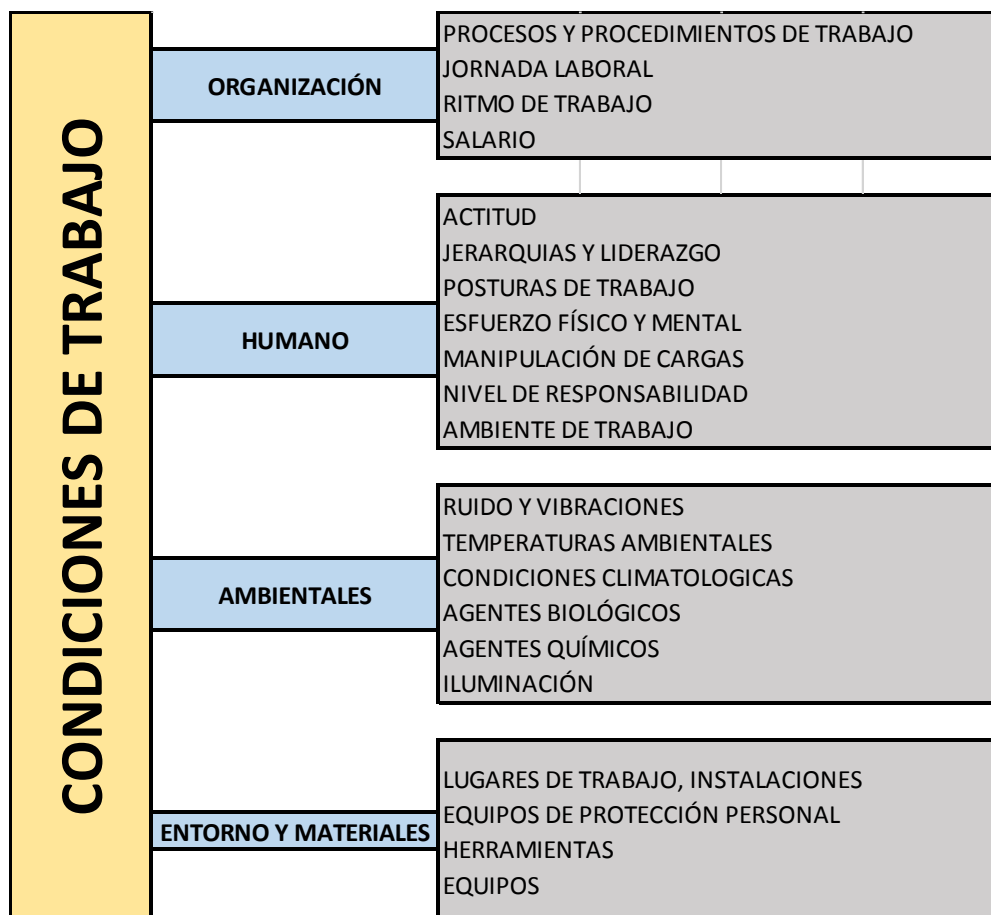 CONDICIONES DE TRABAJO
ORGANIZACIÓN
PROCESOS Y PROCEDIMIENTOS DE TRABAJO
JORNADA LABORAL
RITMO DE TRABAJO
SALARIO
HUMANO
ACTITUD
JERARQUIAS Y LIDERAZGO
POSTURAS DE TRABAJO
ESFUERZO FÍSICO Y MENTAL
MANIPULACIÓN DE CARGAS
NIVEL DE RESPONSABILIDAD
AMBIENTE DE TRABAJO
AMBIENTALES
RUIDO Y VIBRACIONES
TEMPERATURAS AMBIENTALES
CONDICIONES CLIMATOLOGICAS
AGENTES BIOLÓGICOS
AGENTES QUÍMICOS
ILUMINACIÓN
ENTORNO Y MATERIALES
LUGARES DE TRABAJO, INSTALACIONES
EQUIPOS DE PROTECCIÓN PERSONAL
HERRAMIENTAS
EQUIPOS